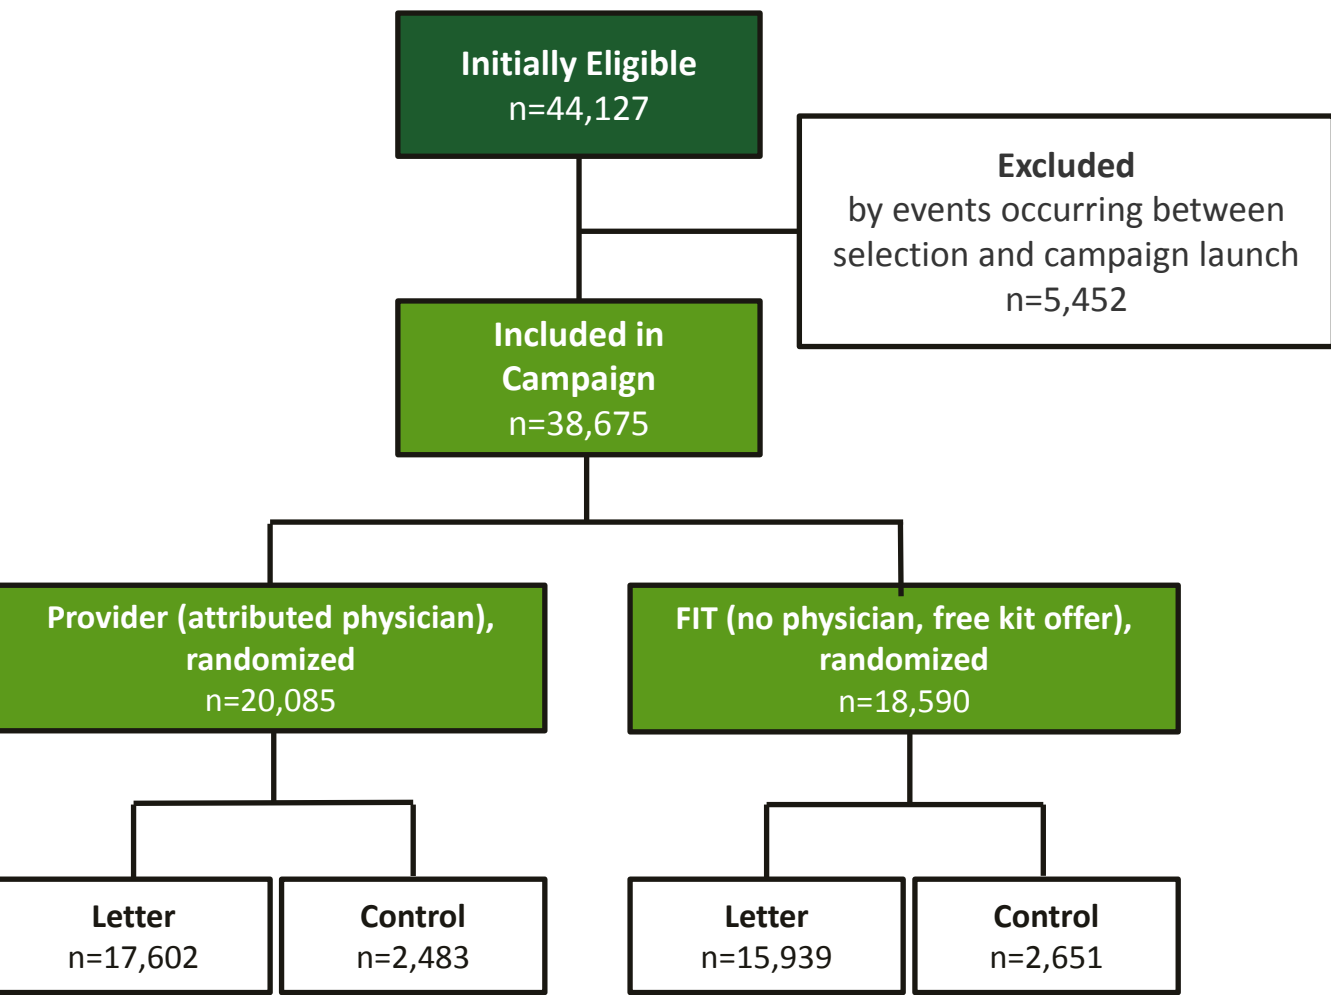 Initially Eligible
n=44,127
Excluded
by events occurring between
selection and campaign launch
n=5,452
Included in
Campaign
n=38,675
Provider (attributed physician),
randomized
n=20,085
FIT (no physician, free kit offer),
randomized
n=18,590
Letter
n=17,602
Control
n=2,483
Letter
n=15,939
Control
n=2,651